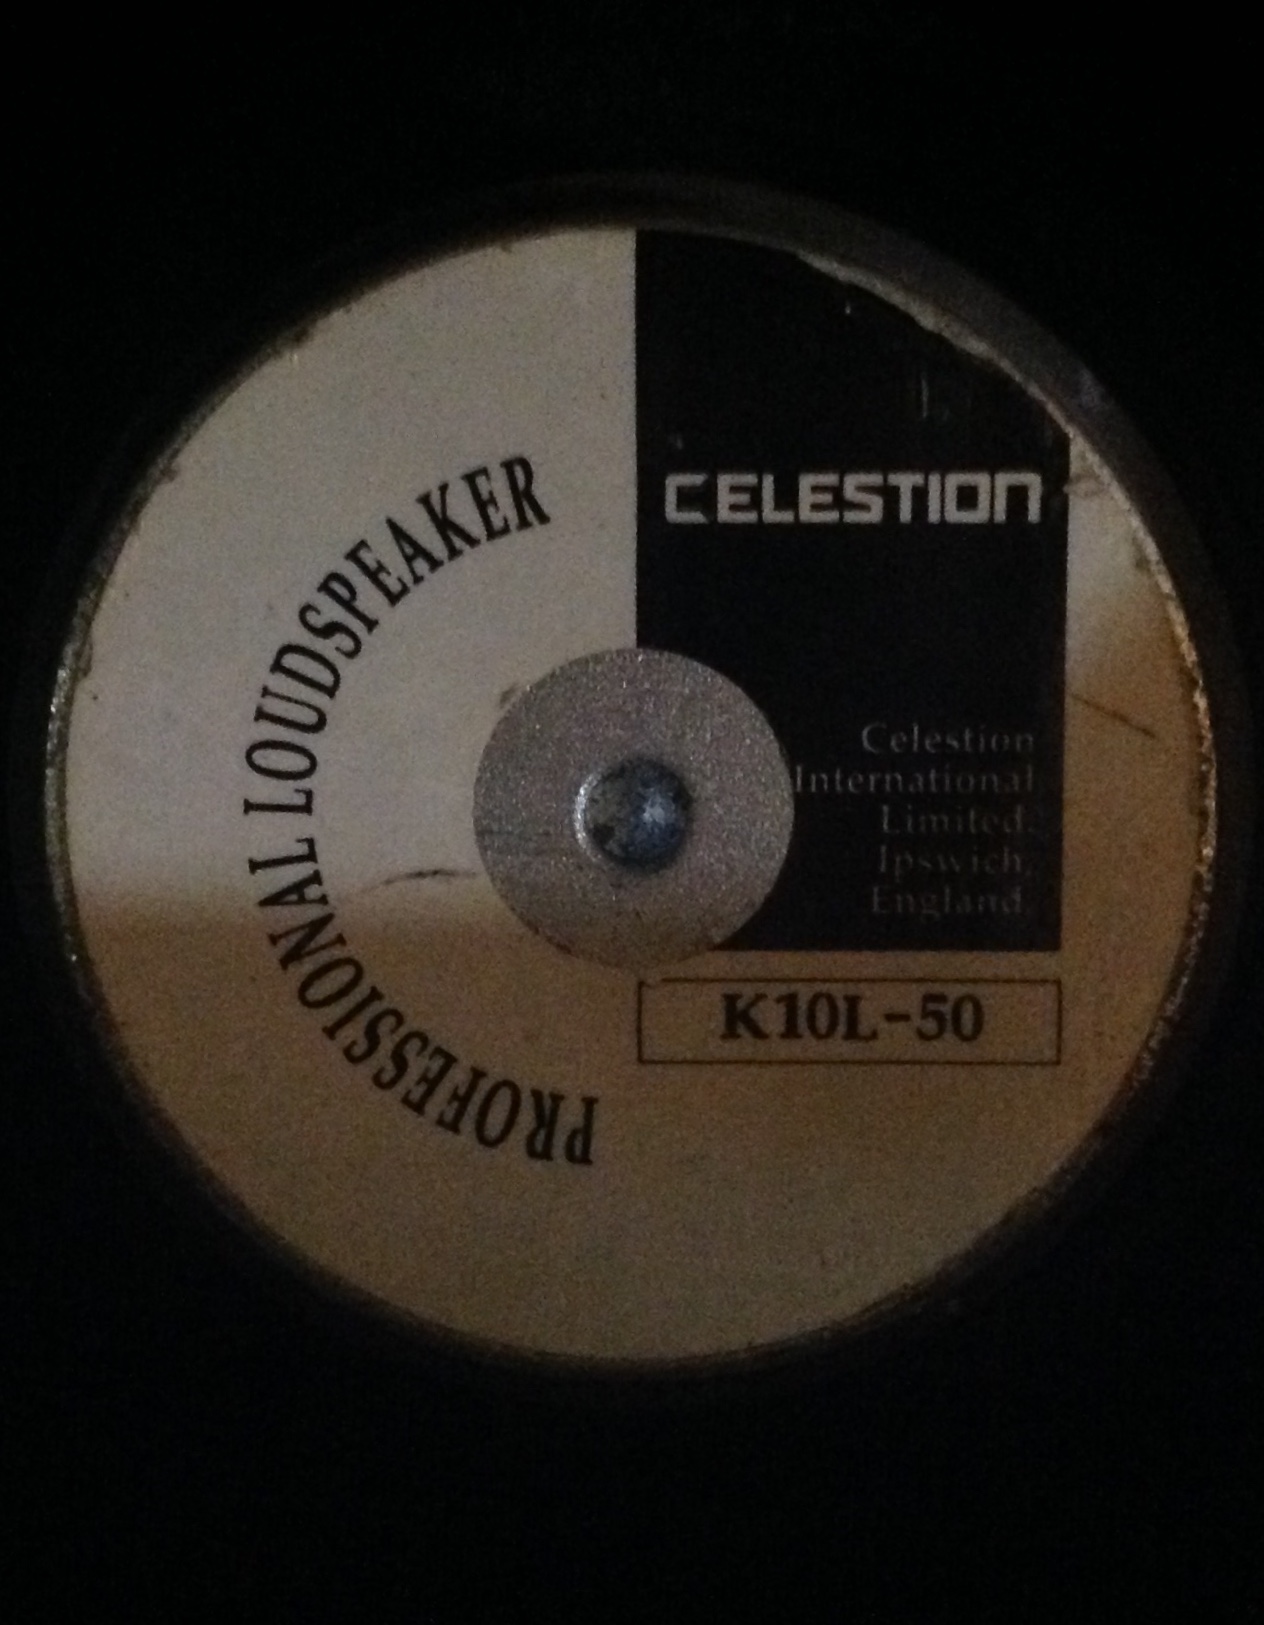 PROFESSIONAL LOUDSPEAKER
CELESTION
Celestion
International
Limited.
Ipswich,
England.
K10L-50